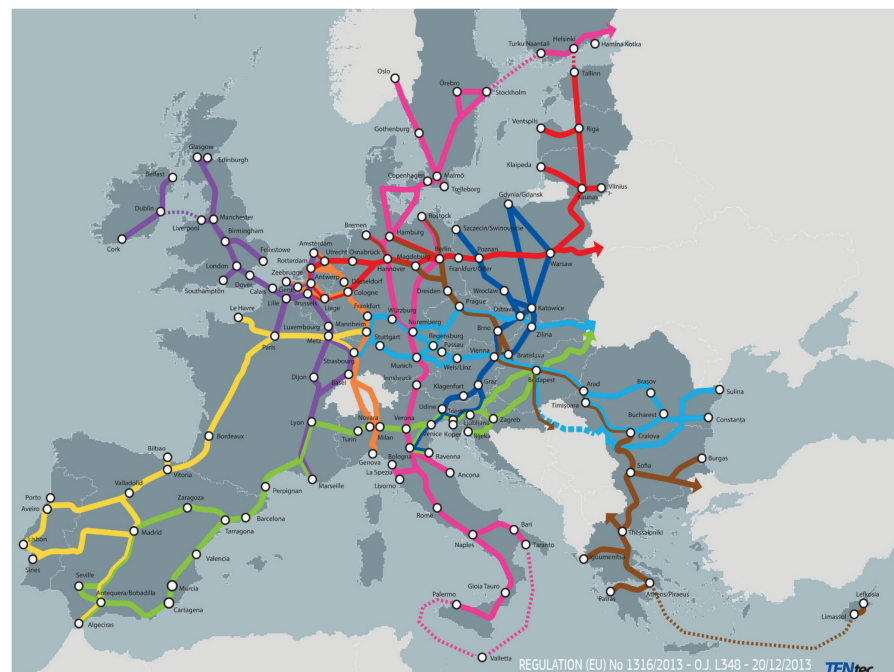 Helsinki
Turku/Naantali
Hamina Kotka
Oslo
Örebro
Stockholm
Tallinn
Gothenburg
Ventspils
Riga
Glasgow
Edinburgh
Belfast
Copenhagen
Malmö
Trelleborg
Klaipeda
Vilnius
Kaunas
Gdynia/Gdansk
Dublin
Manchester
Liverpool
Cork
Birmingham
Felixstowe
Rostock
Bremen
Hamburg
Szczecin/Swinoujscie
Amsterdam
Utrecht
Osnabrück
Rotterdam
Magdeburg
Berlin
Poznan
Warsaw
Hannover
Frankfurt/Oder
London
Dover
Southampton
Calais
Zeebrugge
Antwerp
Düsseldorf
Cologne
Lille
Brussels
Liege
Dresden
Wroclaw
Katowice
Le Havre
Luxembourg
Mannheim
Frankfurt
Würzburg
Prague
Ostrava
Paris
Metz
Nuremberg
Brno
Zilina
Strasbourg
Stuttgart
Regensburg
Passau
Munich
Wels/Linz
Vienna
Bratislava
Dijon
Basel
Innsbruck
Klagenfurt
Graz
Budapest
Arad
Braşov
Sulina
Timişoara
Bucharest
Constanţa
Craiova
Udine
Ljubljana
Zagreb
Lyon
Turin
Novara
Milan
Verona
Venice
Koper
Rijeka
Genova
Bologna
Ravenna
La Spezia
Livorno
Ancona
Bordeaux
Bilbao
Vitoria
Marseille
Sofia
Burgas
Perpignan
Porto
Aveiro
Valladolid
Zaragoza
Barcelona
Tarragona
Madrid
Rome
Bari
Taranto
Naples
Thessaloniki
Igoumenitsa
Lisbon
Sines
Valencia
Seville
Murcia
Antequera/Bobadilla
Cartagena
Algeciras
Gioia Tauro
Palermo
Valletta
Patras
Athens/Piraeus
Lefkosia
Limassol
REGULATION (EU) No 1316/2013 - O.J. L348 - 20/12/2013
TENtec